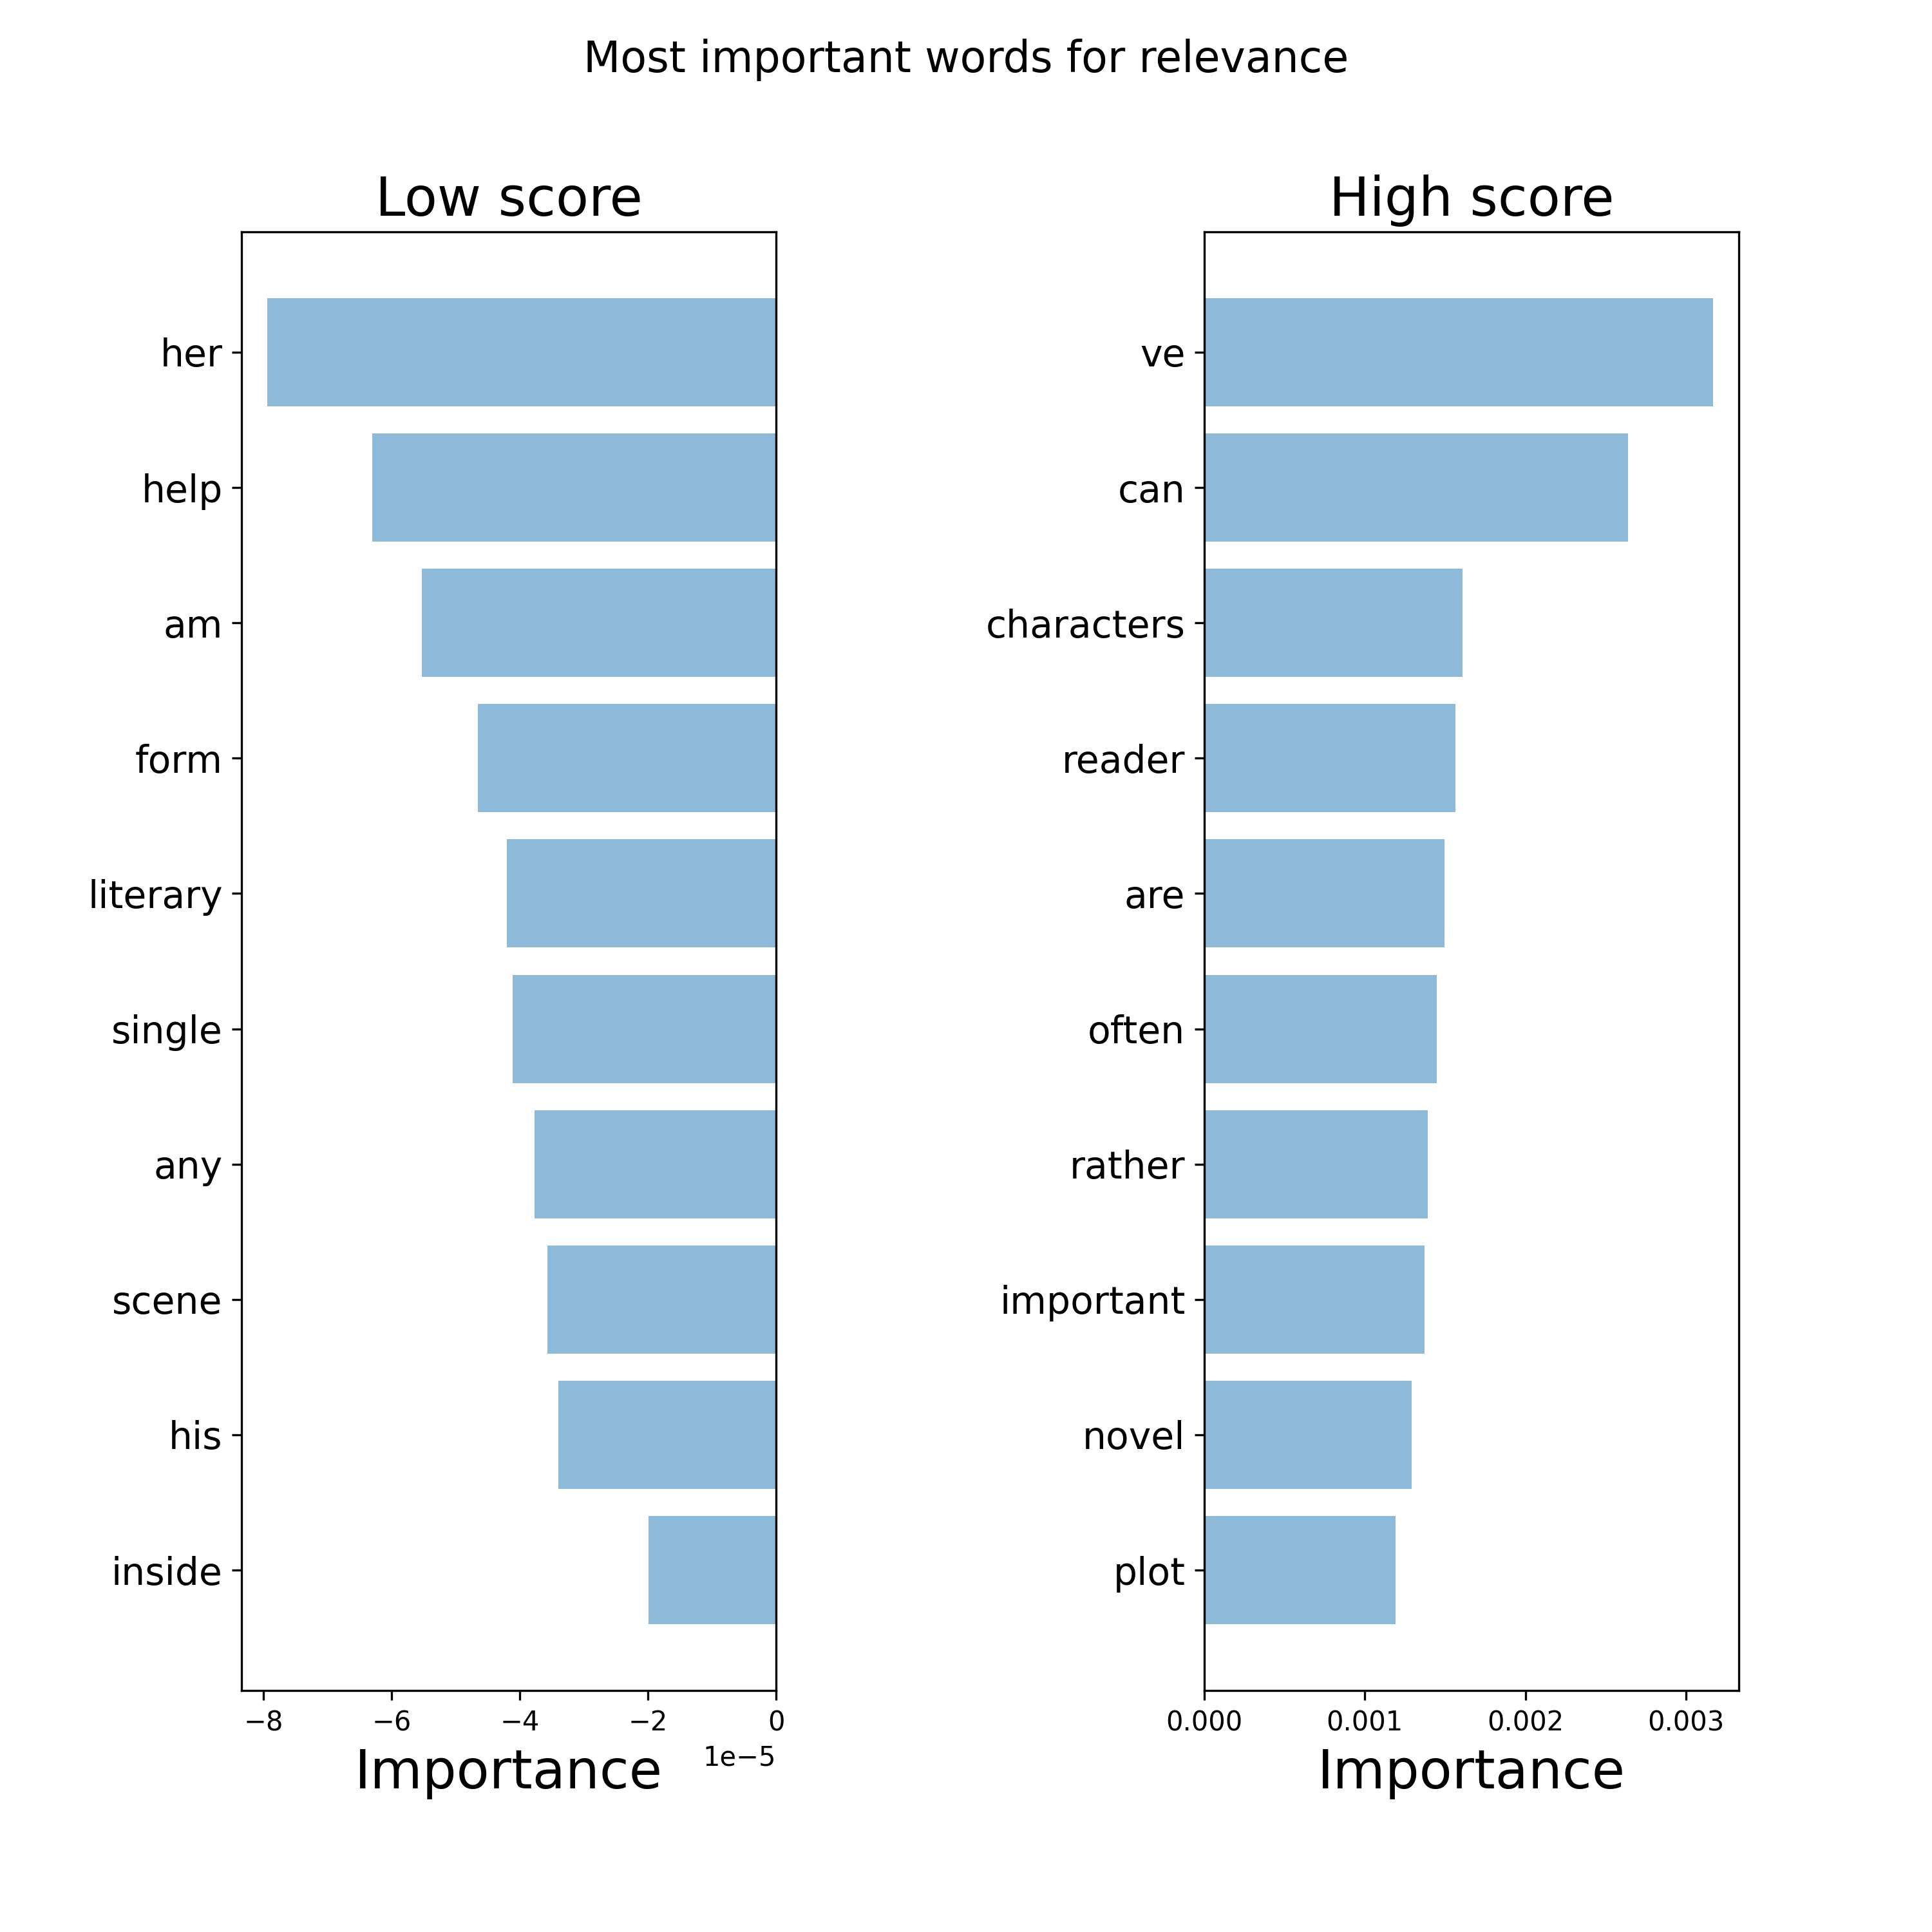 Most important words for relevance
Low score
her
help
am
form
literary
single
any
scene
his
inside
−8 −6 −4 −2 0
1e−5
Importance
High score
ve
can
characters
reader
are
often
rather
important
novel
plot
0.000 0.001 0.002 0.003
Importance